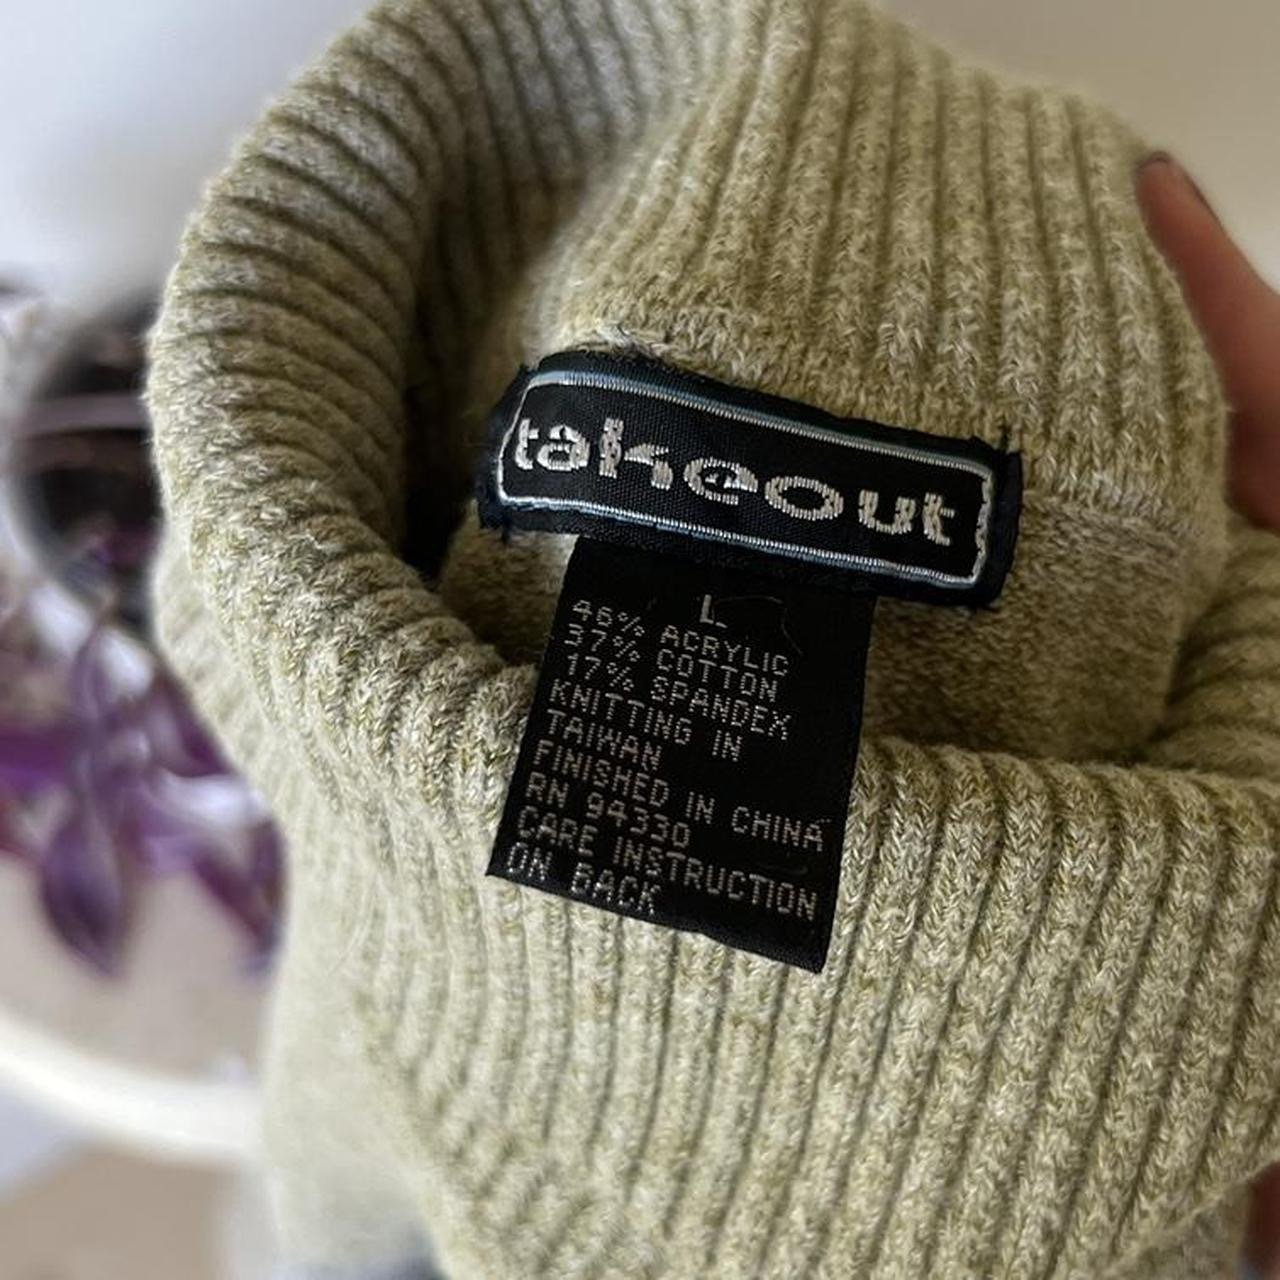 takeout
L
46% ACRYLIC
37% COTTON
17% SPANDEX
KNITTING IN
TAIWAN
FINISHED IN CHINA
RN 94330
CARE INSTRUCTION
ON BACK